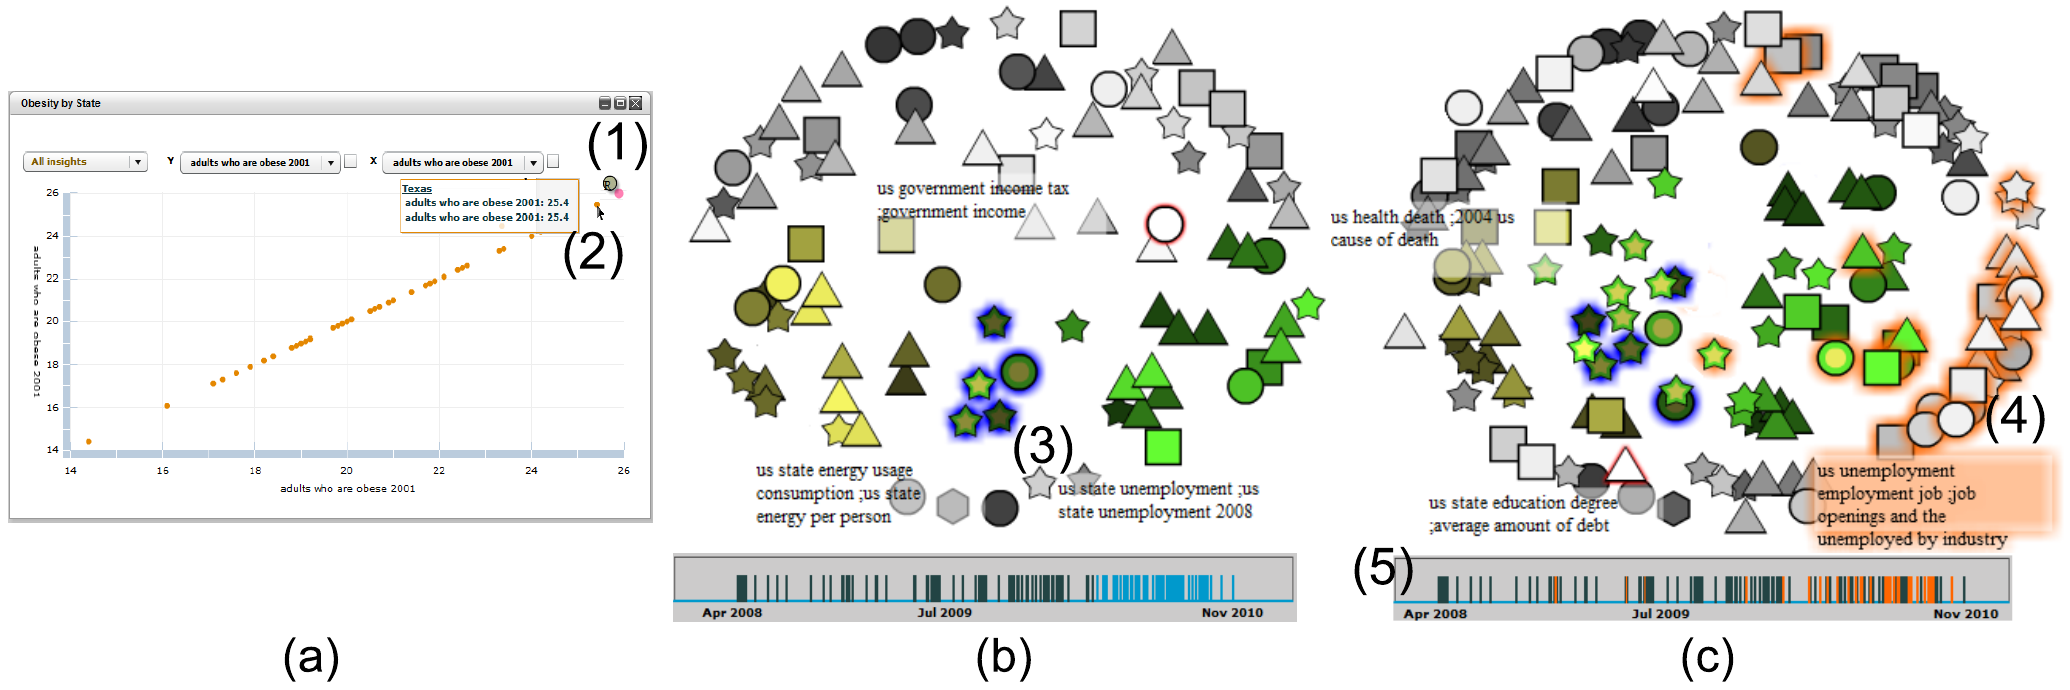 Obesity by State
(1)
All insights
Y
adults who are obese 2001
X
adults who are obese 2001
Texas
adults who are obese 2001: 25.4
adults who are obese 2001: 25.4
(2)
26
24
22
20
18
16
14
adults who are obese 2001
14
16
18
20
22
24
26
adults who are obese 2001
(a)
us government income tax
;government income
(3)
us state energy usage
consumption ;us state
energy per person
us state unemployment ;us
state unemployment 2008
Apr 2008
Jul 2009
Nov 2010
(b)
us health death ;2004 us
cause of death
(4)
us state education degree
;average amount of debt
us unemployment
employment job ;job
openings and the
unemployed by industry
(5)
Apr 2008
Jul 2009
Nov 2010
(c)